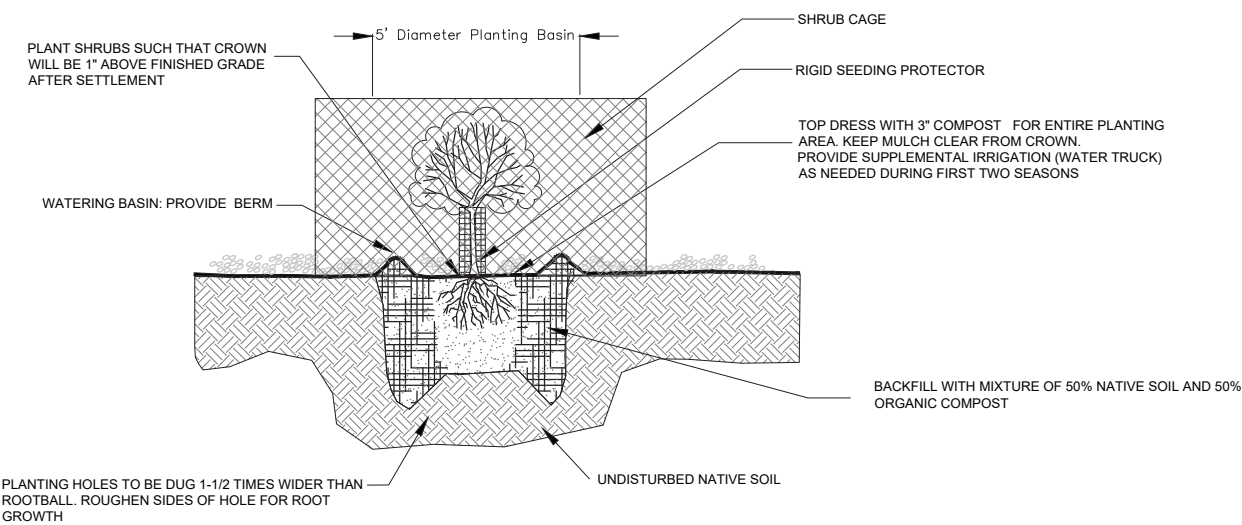 SHRUB CAGE
5' Diameter Planting Basin
PLANT SHRUBS SUCH THAT CROWN
WILL BE 1" ABOVE FINISHED GRADE
AFTER SETTLEMENT
RIGID SEEDING PROTECTOR
TOP DRESS WITH 3" COMPOST FOR ENTIRE PLANTING
AREA. KEEP MULCH CLEAR FROM CROWN.
PROVIDE SUPPLEMENTAL IRRIGATION (WATER TRUCK)
AS NEEDED DURING FIRST TWO SEASONS
WATERING BASIN: PROVIDE BERM
BACKFILL WITH MIXTURE OF 50% NATIVE SOIL AND 50%
ORGANIC COMPOST
UNDISTURBED NATIVE SOIL
PLANTING HOLES TO BE DUG 1-1/2 TIMES WIDER THAN
ROOTBALL. ROUGHEN SIDES OF HOLE FOR ROOT
GROWTH